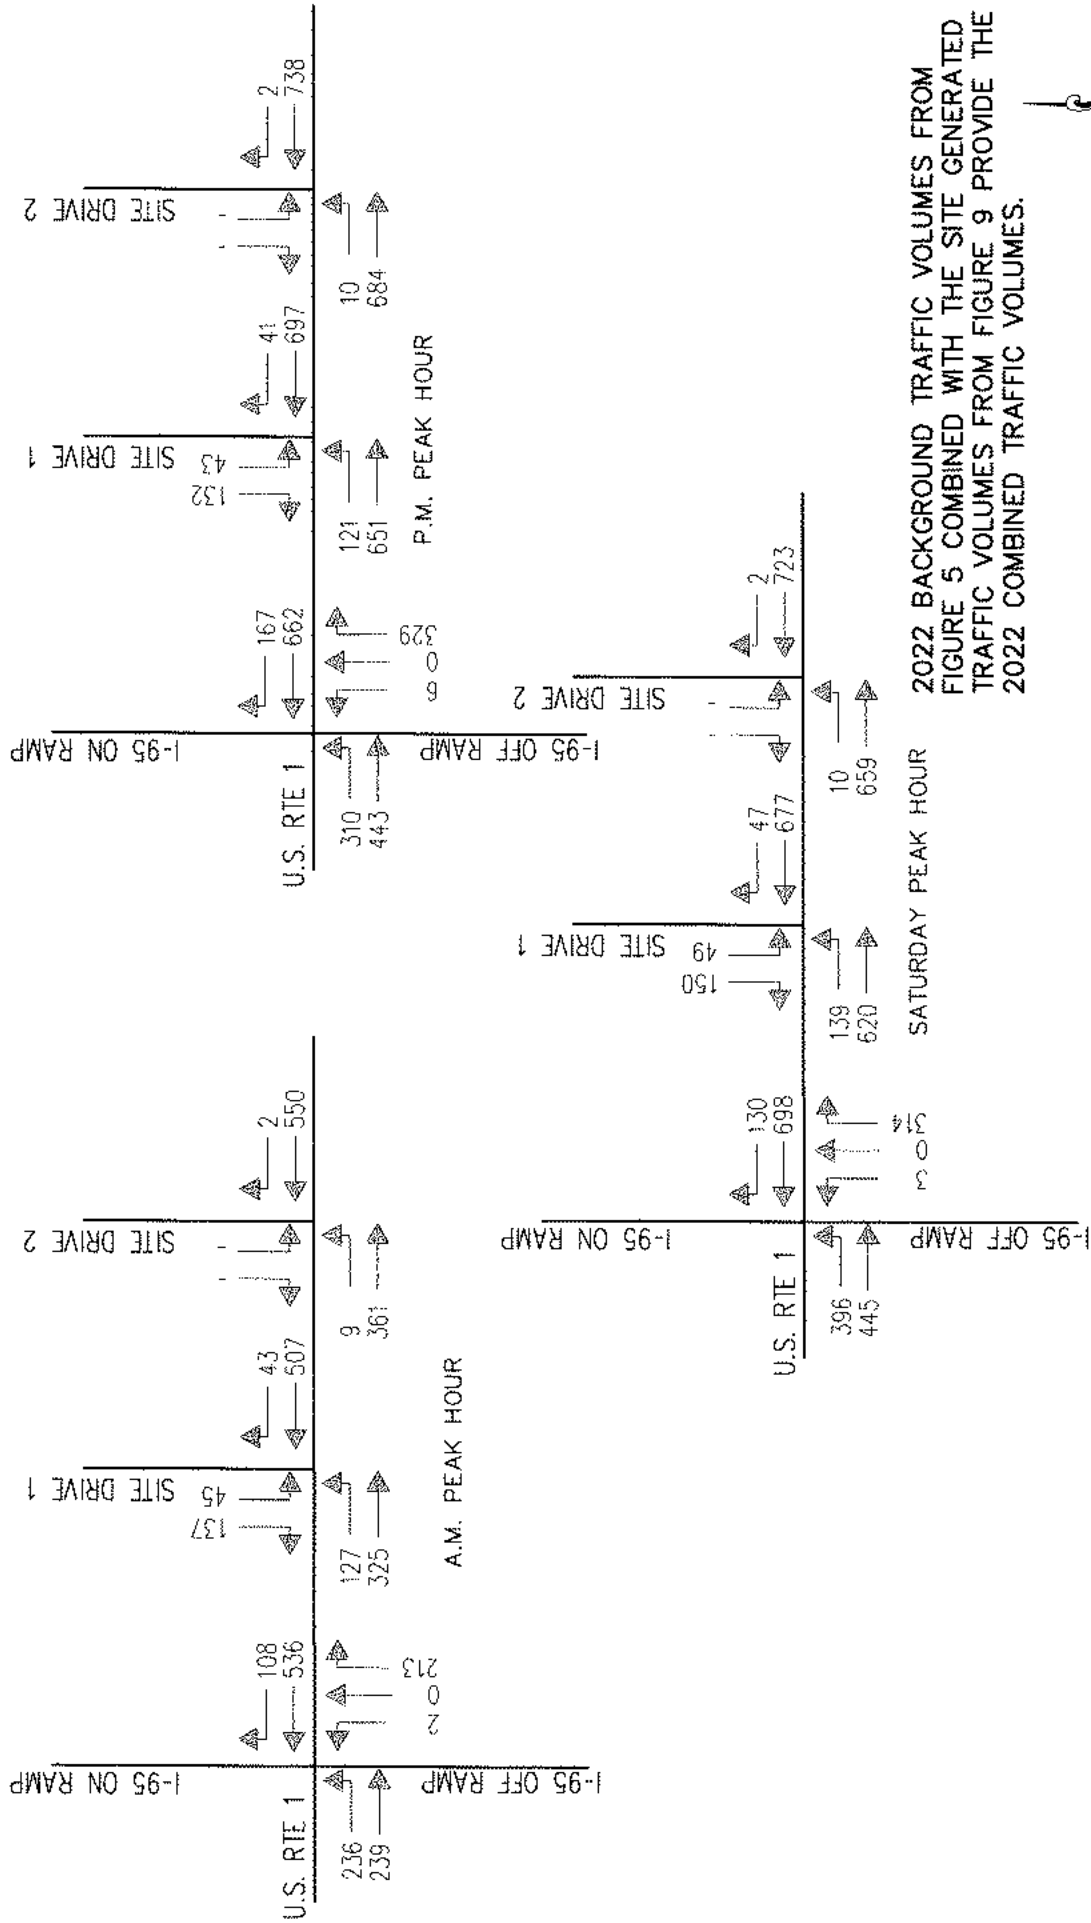 I-95 ON RAMP
U.S. RTE 1
108
536
236
239
2
0
213
I-95 OFF RAMP
SITE DRIVE 1
137
45
43
507
127
325
SITE DRIVE 2
-
-
2
550
9
361
A.M. PEAK HOUR
I-95 ON RAMP
U.S. RTE 1
167
662
310
443
6
0
329
I-95 OFF RAMP
SITE DRIVE 1
132
43
41
697
121
651
SITE DRIVE 2
-
-
2
738
10
684
P.M. PEAK HOUR
I-95 ON RAMP
U.S. RTE 1
130
698
396
445
3
0
314
I-95 OFF RAMP
SITE DRIVE 1
150
49
47
677
139
620
SITE DRIVE 2
-
-
2
723
10
659
SATURDAY PEAK HOUR
2022 BACKGROUND TRAFFIC VOLUMES FROM
FIGURE 5 COMBINED WITH THE SITE GENERATED
TRAFFIC VOLUMES FROM FIGURE 9 PROVIDE THE
2022 COMBINED TRAFFIC VOLUMES.